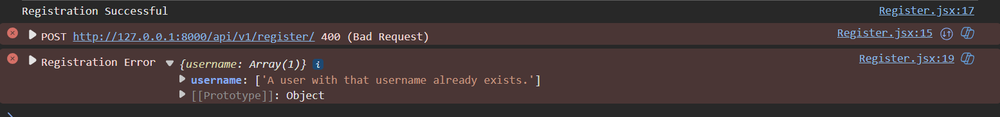 Registration Successful Register.jsx:17
POST http://127.0.0.1:8000/api/v1/register/ 400 (Bad Request) Register.jsx:15
Registration Error {username: Array(1)} i Register.jsx:19
username: ['A user with that username already exists.']
[[Prototype]]: Object